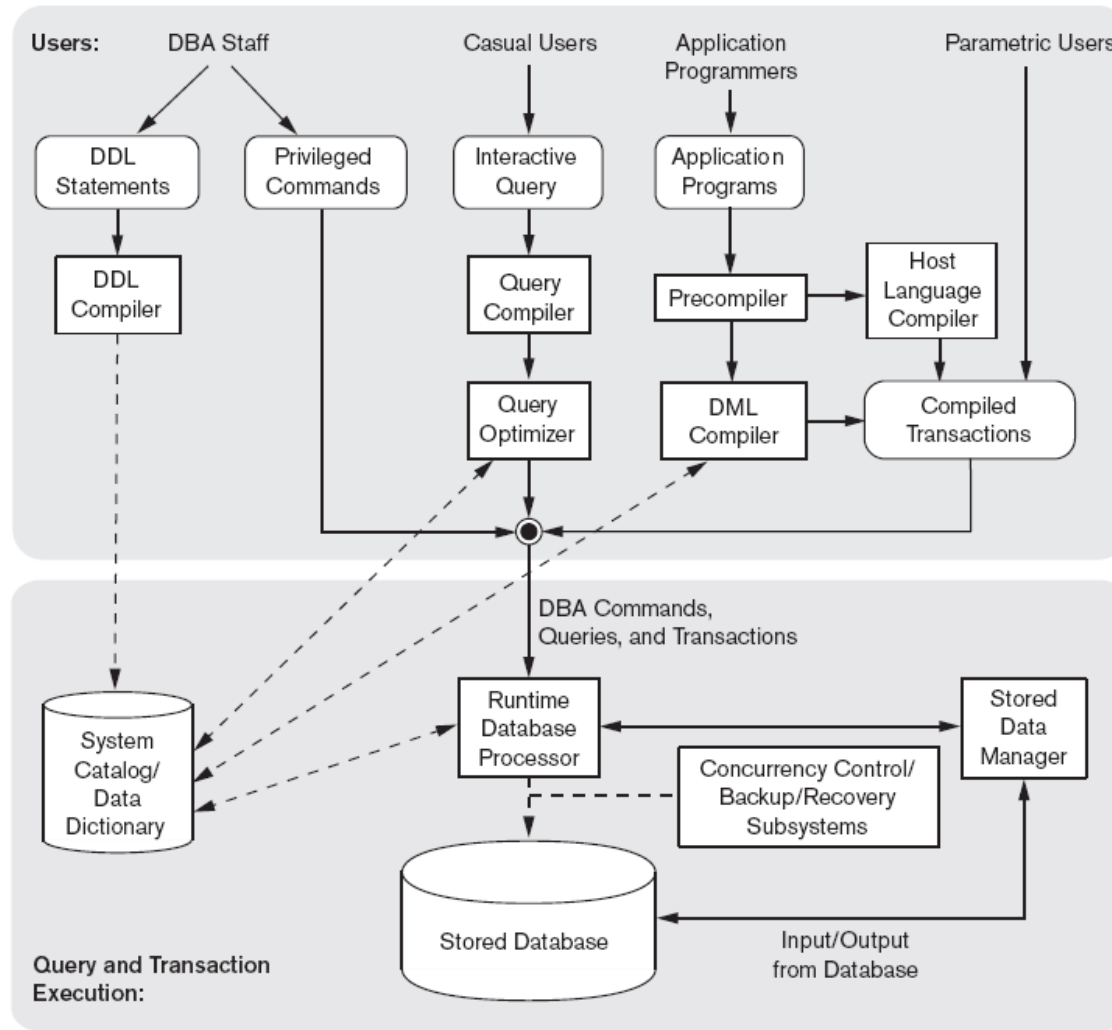 Users:
DBA Staff
Casual Users
Application
Programmers
Parametric Users
DDL
Statements
Privileged
Commands
Interactive
Query
Application
Programs
DDL
Compiler
Query
Compiler
Precompiler
Host
Language
Compiler
Query
Optimizer
DML
Compiler
Compiled
Transactions
DBA Commands,
Queries, and Transactions
System
Catalog/
Data
Dictionary
Runtime
Database
Processor
Stored
Data
Manager
Concurrency Control/
Backup/Recovery
Subsystems
Stored Database
Input/Output
from Database
Query and Transaction
Execution: